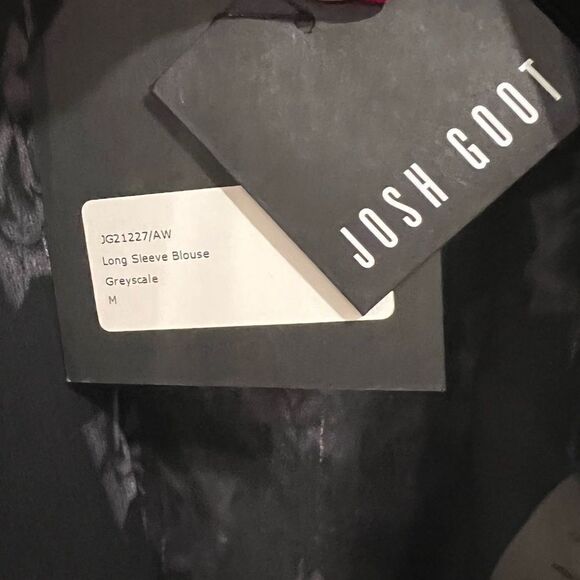 JOSH GOOT
JG21227/AW
Long Sleeve Blouse
Greyscale
M